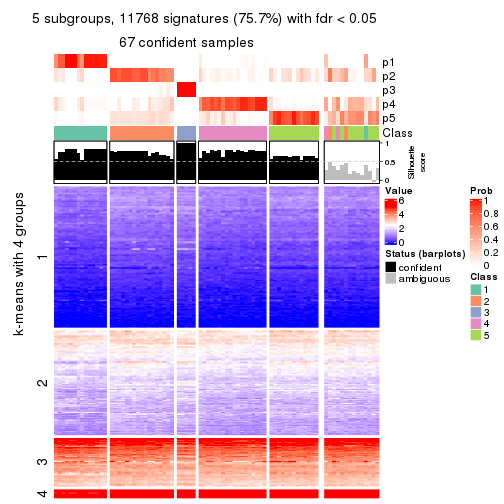 5 subgroups, 11768 signatures (75.7%) with fdr < 0.05
67 confident samples
p1
p2
p3
p4
p5
Class
1
0.5
0
Silhouette
score
k-means with 4 groups
1
2
3
4
Value
6
4
2
0
Status (barplots)
confident
ambiguous
Prob
1
0.8
0.6
0.4
0.2
0
Class
1
2
3
4
5